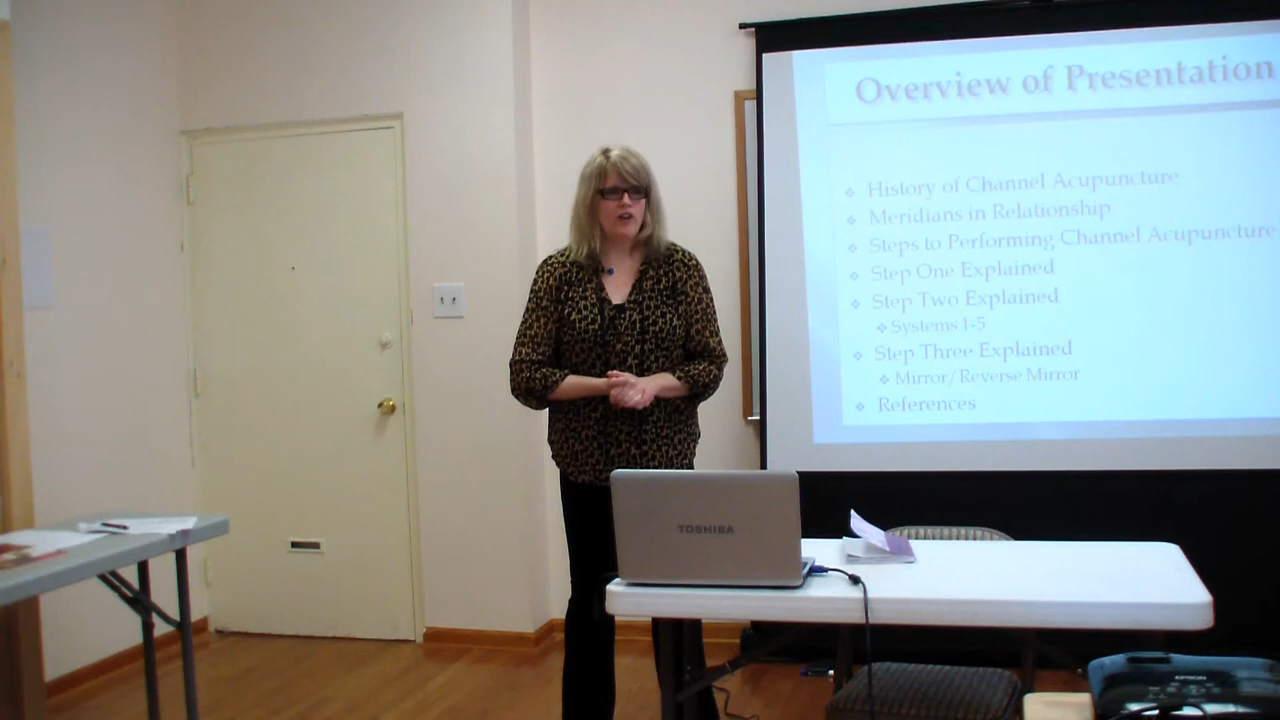 Overview of Presentation
History of Channel Acupuncture
Meridians in Relationship
Steps to Performing Channel Acupuncture
Step One Explained
Step Two Explained
Systems 1-5
Step Three Explained
Mirror/Reverse Mirror
References
TOSHIBA
EPSON